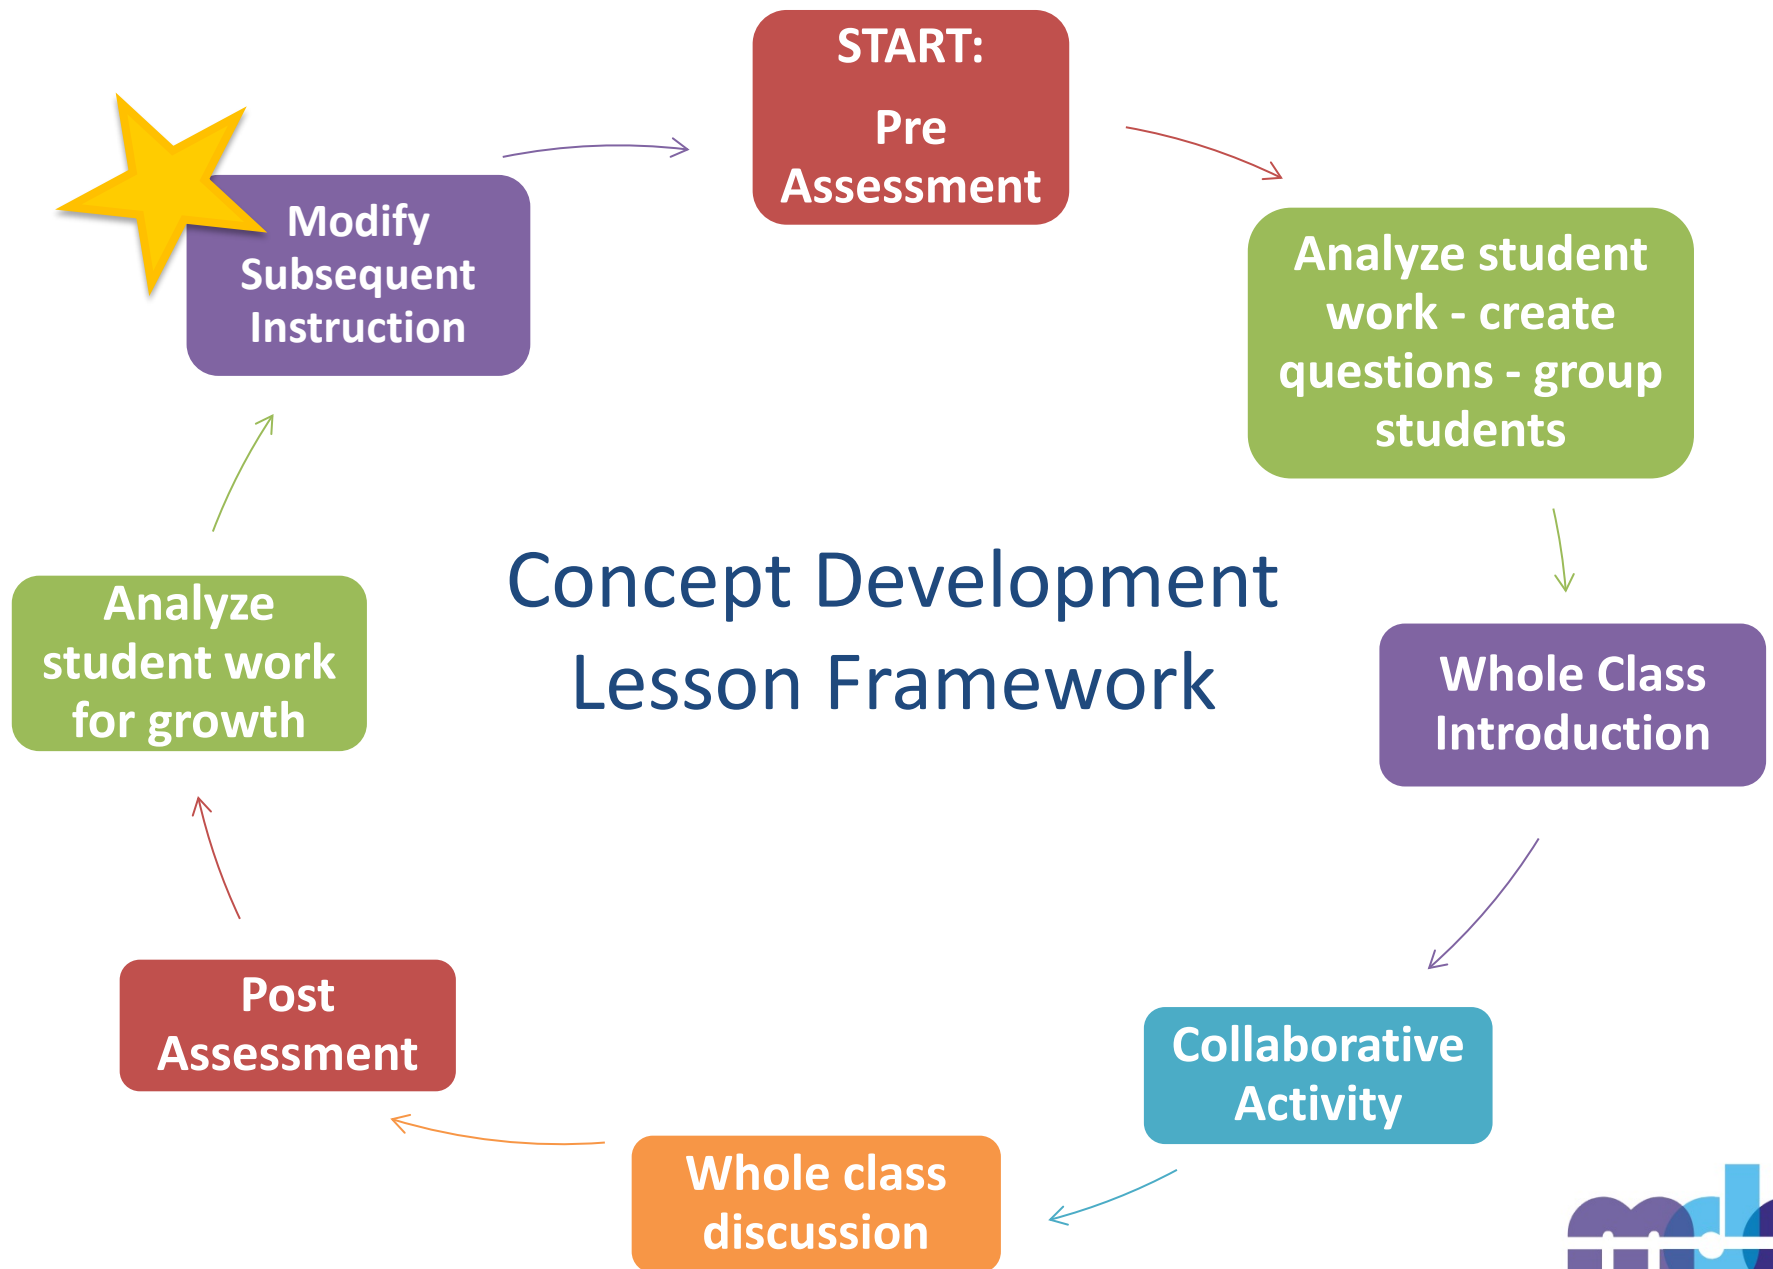 START:
Pre
Assessment
Analyze student
work - create
questions - group
students
Whole Class
Introduction
Collaborative
Activity
Whole class
discussion
Post
Assessment
Analyze
student work
for growth
Modify
Subsequent
Instruction
Concept Development
Lesson Framework